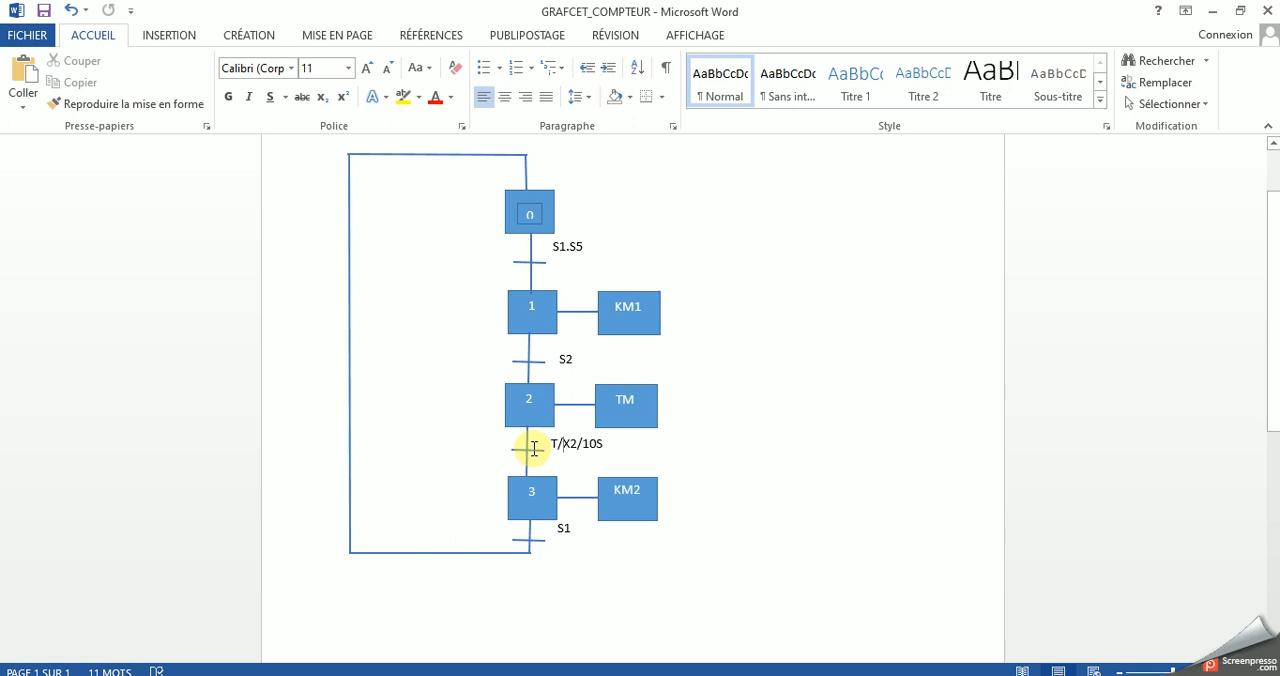 GRAFCET_COMPTEUR - Microsoft Word
FICHIER ACCUEIL INSERTION CRÉATION MISE EN PAGE RÉFÉRENCES PUBLIPOSTAGE RÉVISION AFFICHAGE Connexion
Coller
Couper
Copier
Reproduire la mise en forme
Presse-papiers
Calibri (Corp 11
Aa
G I S abc x₂ x² A A
Police
Paragraphe
AaBbCcDc AaBbCcDc AaBbCc AaBbCcD AaBl AaBbCcD
¶ Normal ¶ Sans int... Titre 1 Titre 2 Titre Sous-titre
Style
Rechercher
Remplacer
Sélectionner
Modification
0
S1.S5
1 KM1
S2
2 TM
T/X2/10S
3 KM2
S1
PAGE 1 SUR 1 11 MOTS
Screenpresso
.com